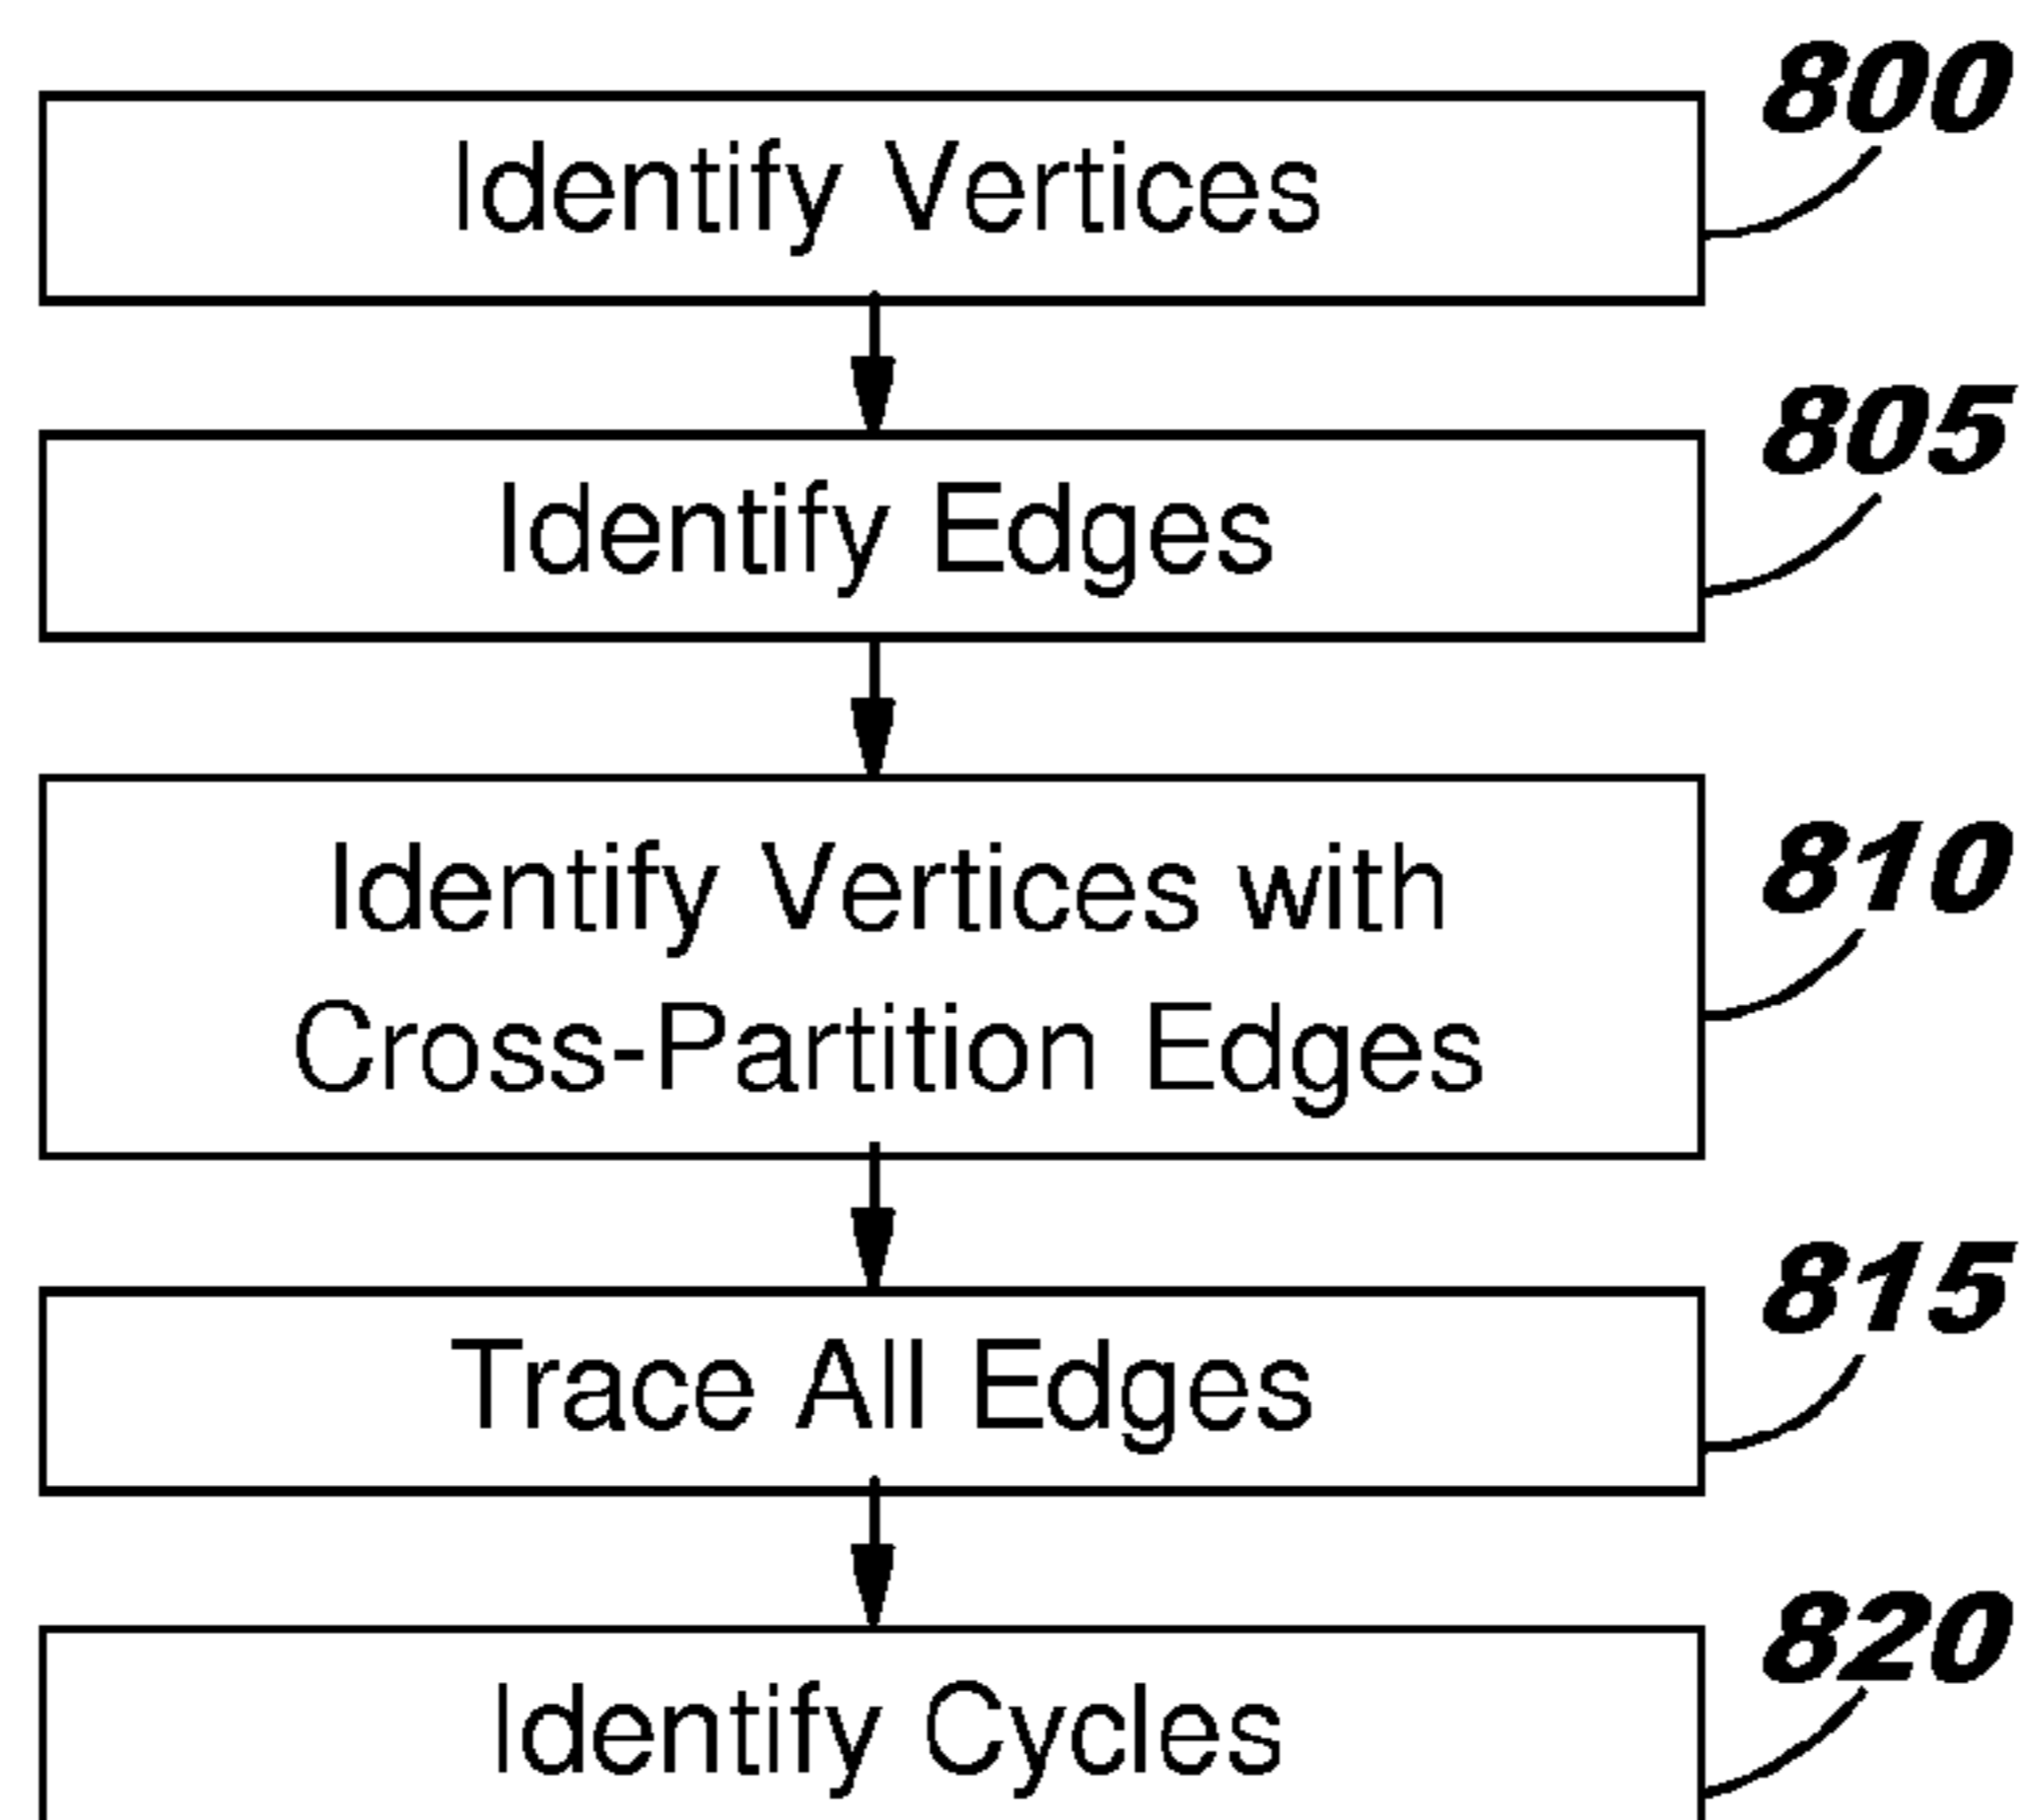 800
Identify Vertices
805
Identify Edges
810
Identify Vertices with
Cross-Partition Edges
815
Trace All Edges
820
Identify Cycles